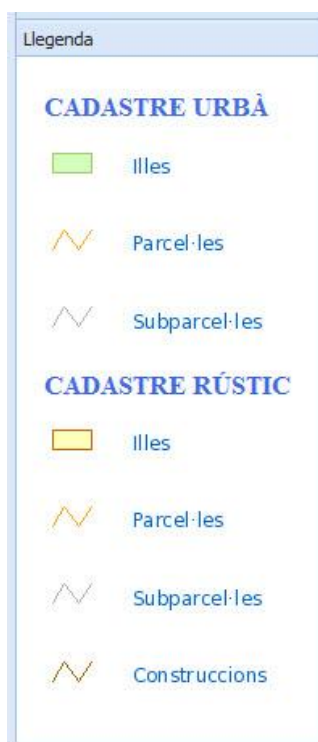 Llegenda
CADASTRE URBÀ
Illes
Parcel·les
Subparcel·les
CADASTRE RÚSTIC
Illes
Parcel·les
Subparcel·les
Construccions